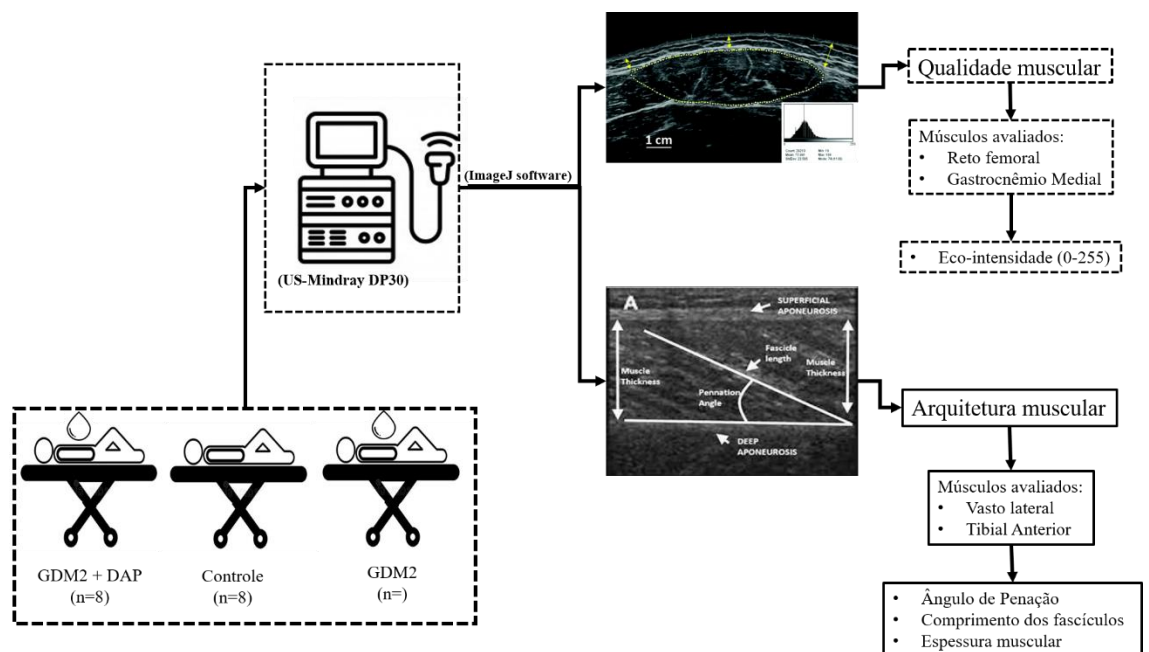 (US-Mindray DP30)
GDM2 + DAP
(n=8)
Controle
(n=8)
GDM2
(n=)
(ImageJ software)
1 cm
Qualidade muscular
Músculos avaliados:
• Reto femoral
• Gastrocnêmio Medial
• Eco-intensidade (0-255)
A
SUPERFICIAL
APONEUROSIS
Fascicle
length
Muscle
Thickness
Muscle
Thickness
Pennation
Angle
DEEP
APONEUROSIS
Arquitetura muscular
Músculos avaliados:
• Vasto lateral
• Tibial Anterior
• Ângulo de Penação
• Comprimento dos fascículos
• Espessura muscular